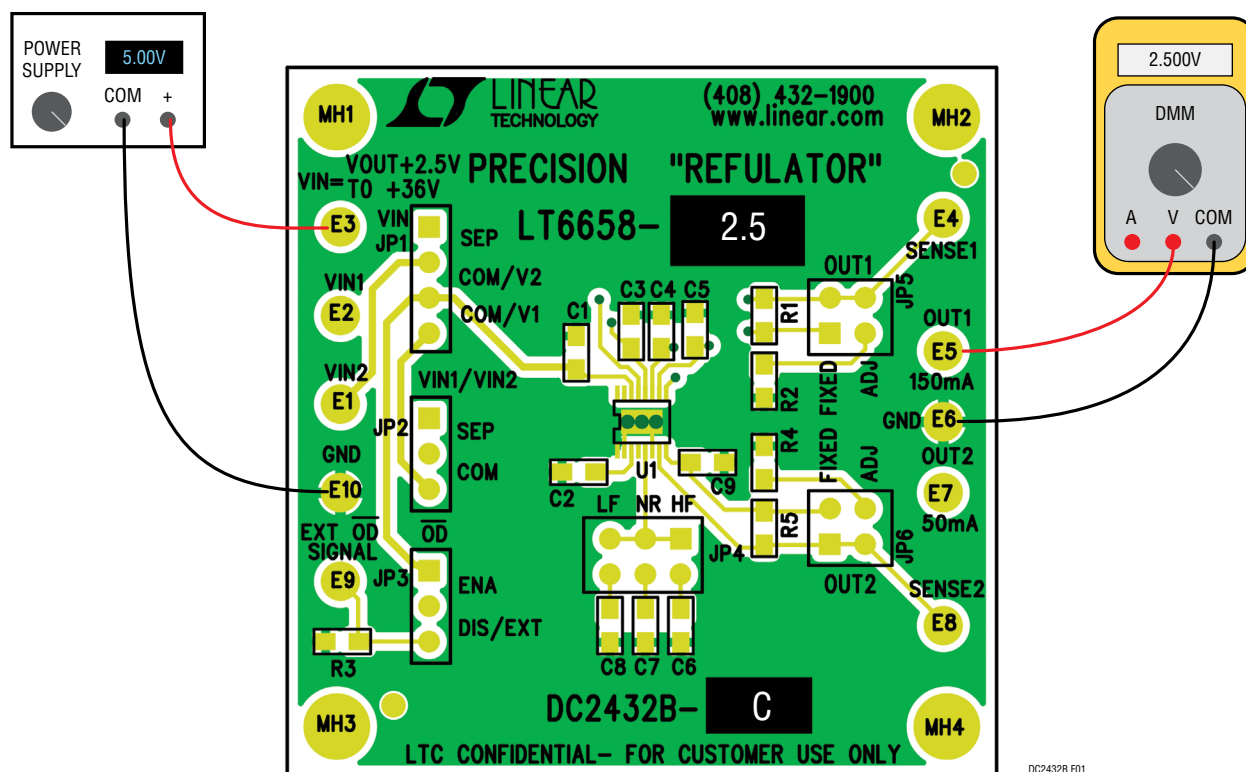 POWER
SUPPLY
5.00V
COM +
2.500V
DMM
A V COM
MH1
LINEAR
TECHNOLOGY
(408) 432-1900
www.linear.com
MH2
VIN= VOUT+2.5V
TO +36V
PRECISION "REFULATOR"
LT6658- 2.5
E3
VIN
JP1
SEP
COM/V2
COM/V1
VIN1/VIN2
VIN1
E2
VIN2
E1
JP2
SEP
COM
GND
E10
EXT OD
SIGNAL
OD
E9
JP3
ENA
DIS/EXT
R3
C1
C3
C4
C5
R1
R2
OUT1
JP5
FIXED
ADJ
E4
SENSE1
OUT1
E5
150mA
GND
E6
OUT2
E7
50mA
U1
C2
C9
R4
FIXED
ADJ
R5
JP6
OUT2
SENSE2
E8
LF NR HF
JP4
C8
C7
C6
MH3
DC2432B- C
MH4
LTC CONFIDENTIAL- FOR CUSTOMER USE ONLY
DC2432B F01